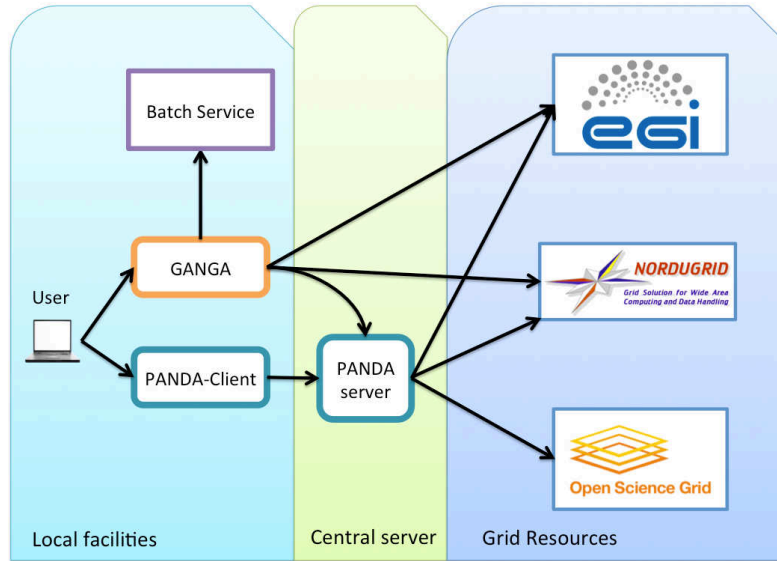 Batch Service
egi
GANGA
NORDUGRID
Grid Solution for Wide Area
Computing and Data Handling
User
PANDA-Client
PANDA
server
Open Science Grid
Local facilities
Central server
Grid Resources